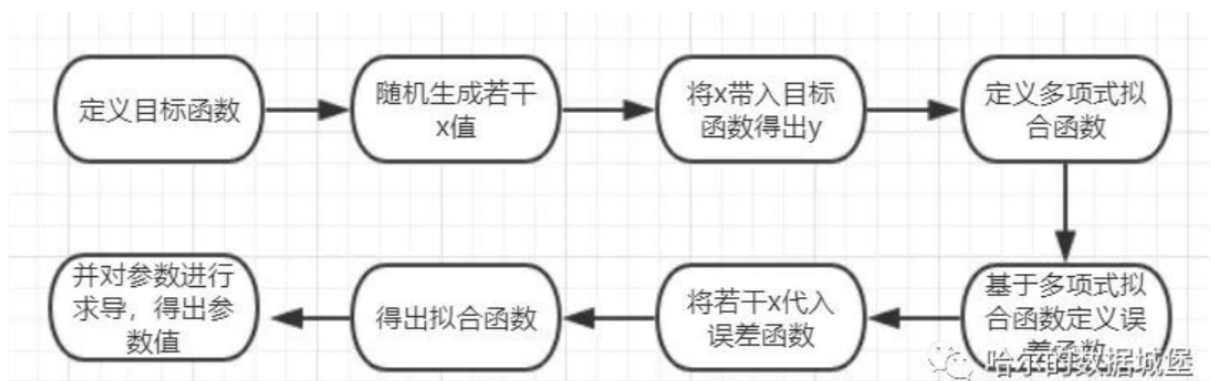 定义目标函数
随机生成若干
x值
将x带入目标
函数得出y
定义多项式拟
合函数
基于多项式拟
合函数定义误
差函数
将若干x代入
误差函数
得出拟合函数
并对参数进行
求导，得出参
数值
哈尔的数据城堡